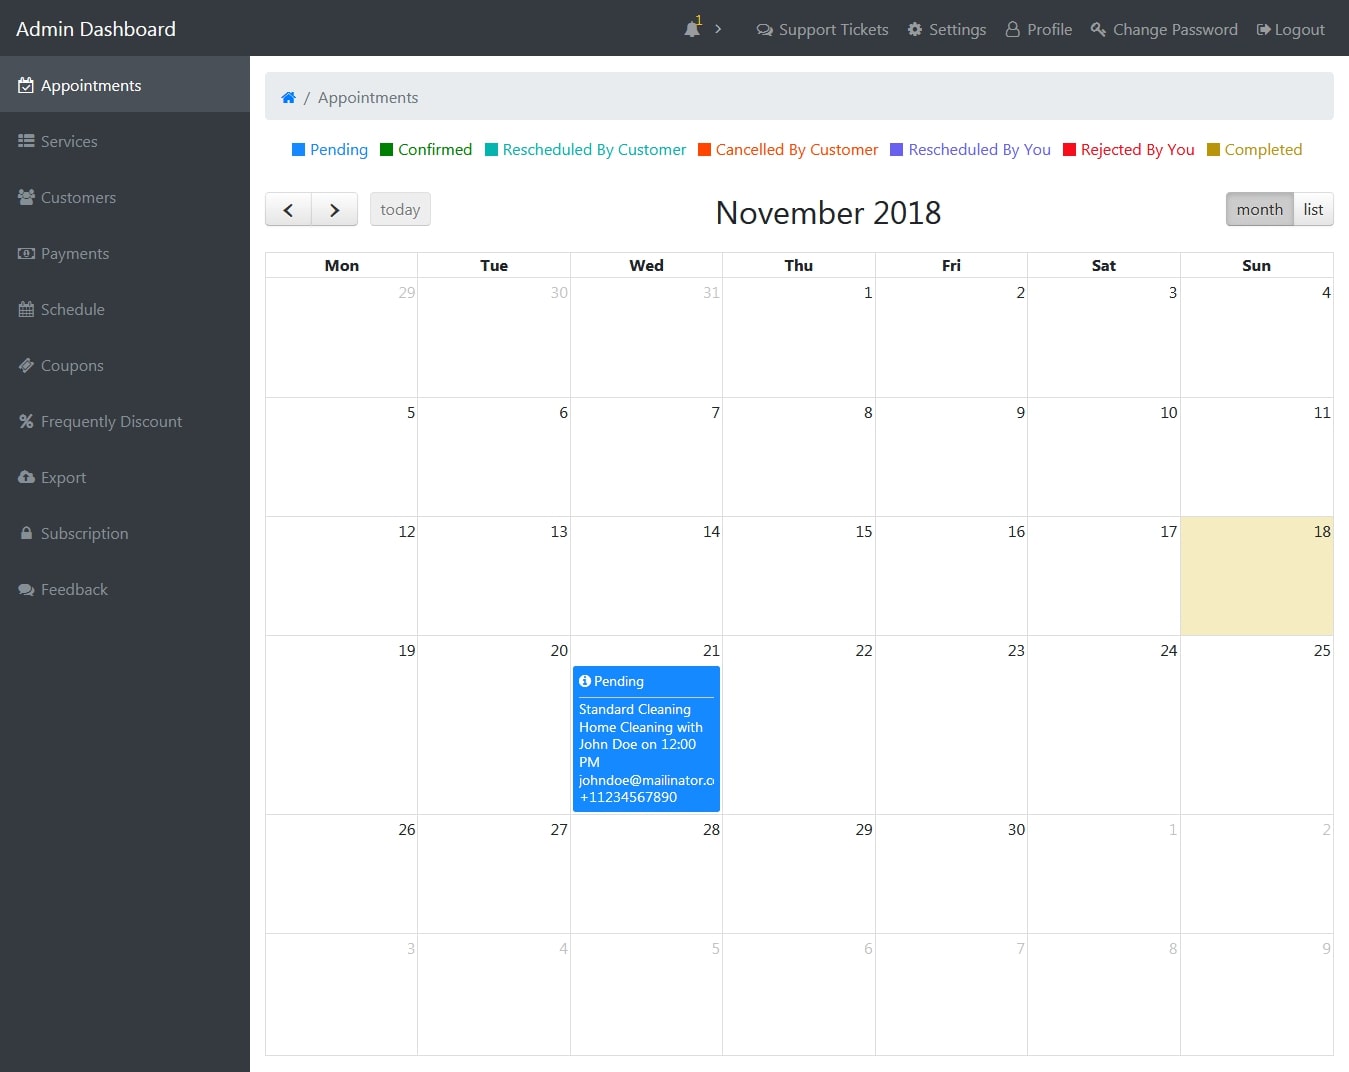 Admin Dashboard
1
Support Tickets
Settings
Profile
Change Password
Logout
Appointments
Services
Customers
Payments
Schedule
Coupons
Frequently Discount
Export
Subscription
Feedback
/ Appointments
Pending Confirmed Rescheduled By Customer Cancelled By Customer Rescheduled By You Rejected By You Completed
today
November 2018
month list
Mon Tue Wed Thu Fri Sat Sun
29 30 31 1 2 3 4
5 6 7 8 9 10 11
12 13 14 15 16 17 18
19 20 21 22 23 24 25
Pending
Standard Cleaning
Home Cleaning with
John Doe on 12:00
PM
johndoe@mailinator.c
+11234567890
26 27 28 29 30 1 2
3 4 5 6 7 8 9